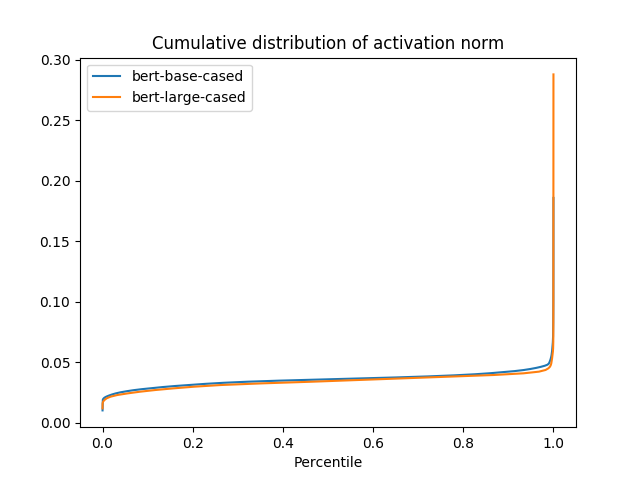 Cumulative distribution of activation norm
bert-base-cased
bert-large-cased
0.30
0.25
0.20
0.15
0.10
0.05
0.00
0.0 0.2 0.4 0.6 0.8 1.0
Percentile